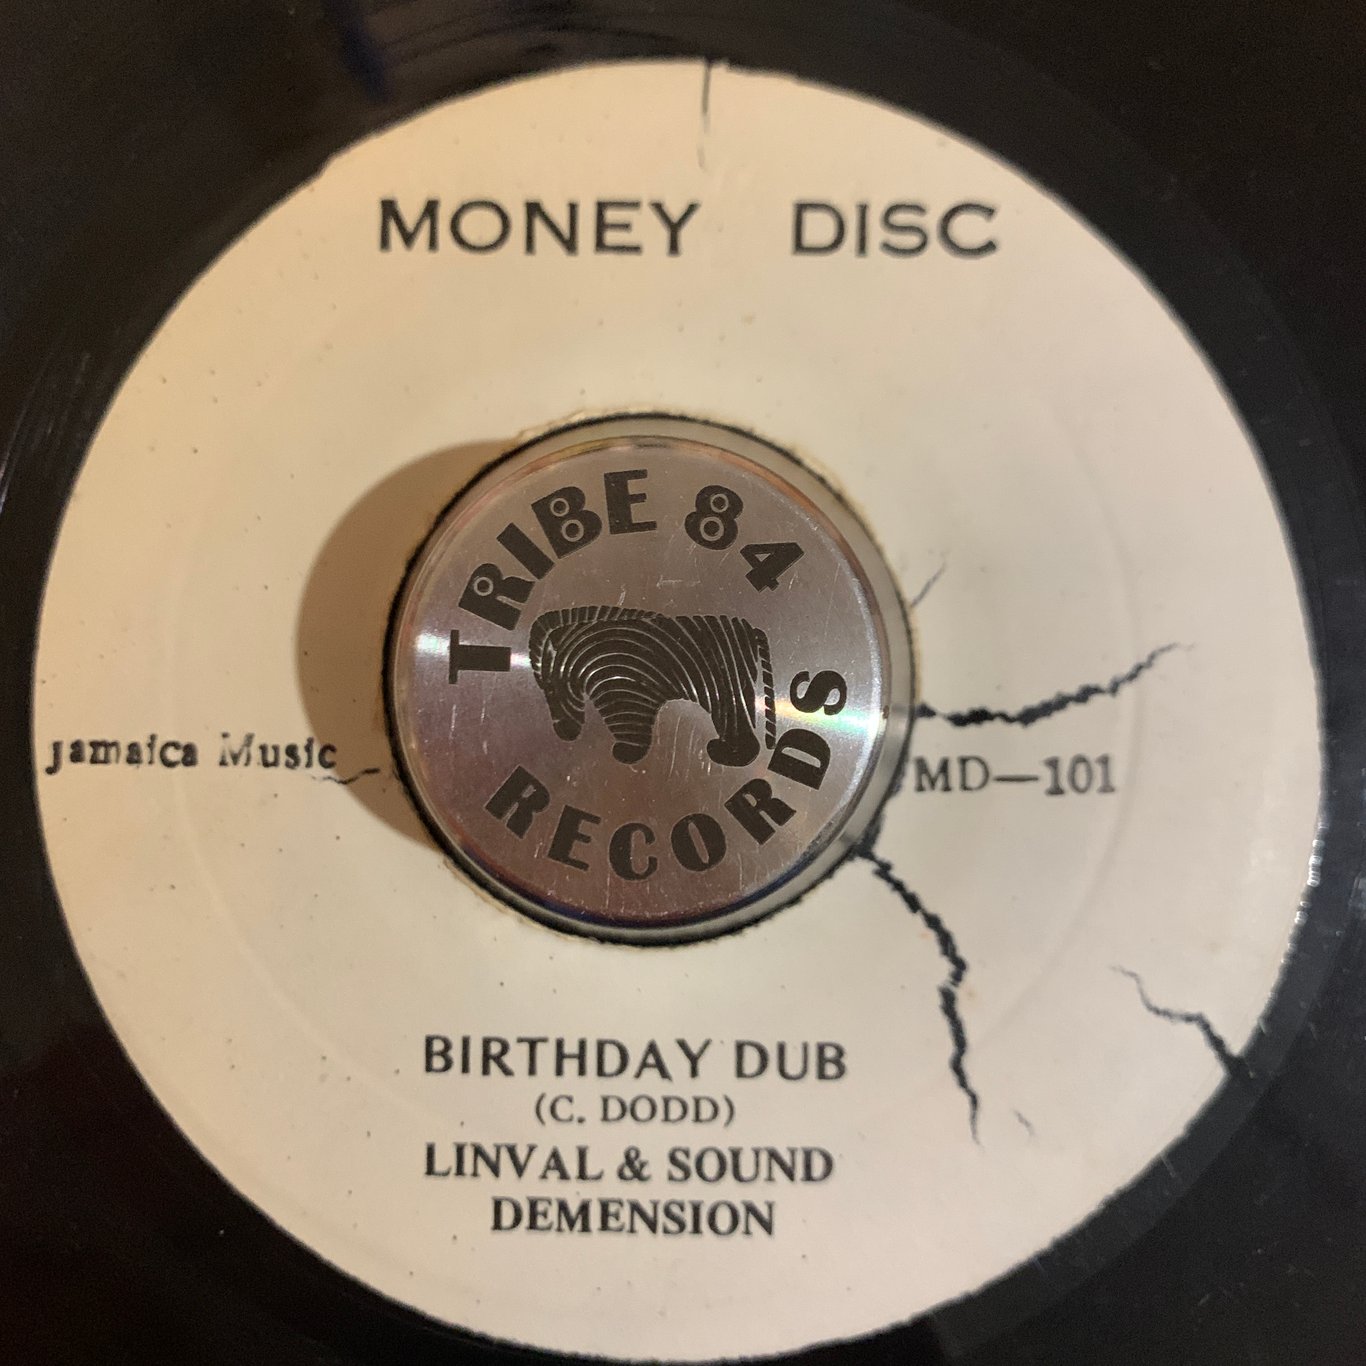 MONEY DISC
TRIBE 84
RECORDS
Jamaica Music
MD—101
BIRTHDAY DUB
(C. DODD)
LINVAL & SOUND
DEMENSION